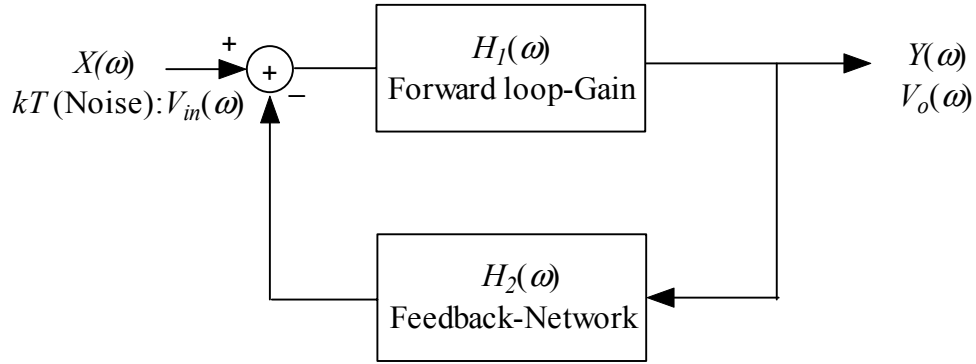 X(ω)
kT (Noise): V_in(ω)
+
+
−
H_1(ω)
Forward loop-Gain
Y(ω)
V_o(ω)
H_2(ω)
Feedback-Network